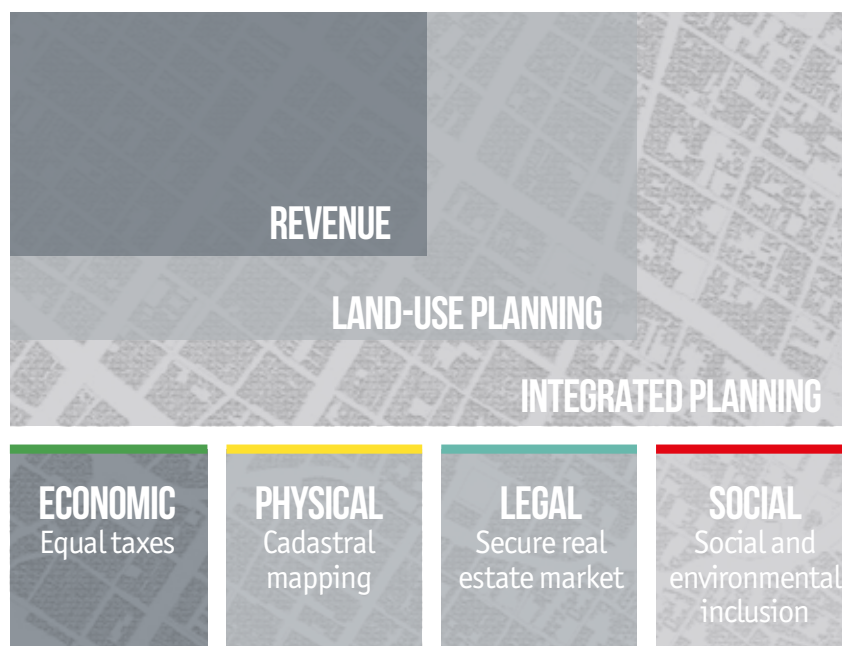 REVENUE
LAND-USE PLANNING
INTEGRATED PLANNING
ECONOMIC
Equal taxes
PHYSICAL
Cadastral
mapping
LEGAL
Secure real
estate market
SOCIAL
Social and
environmental
inclusion